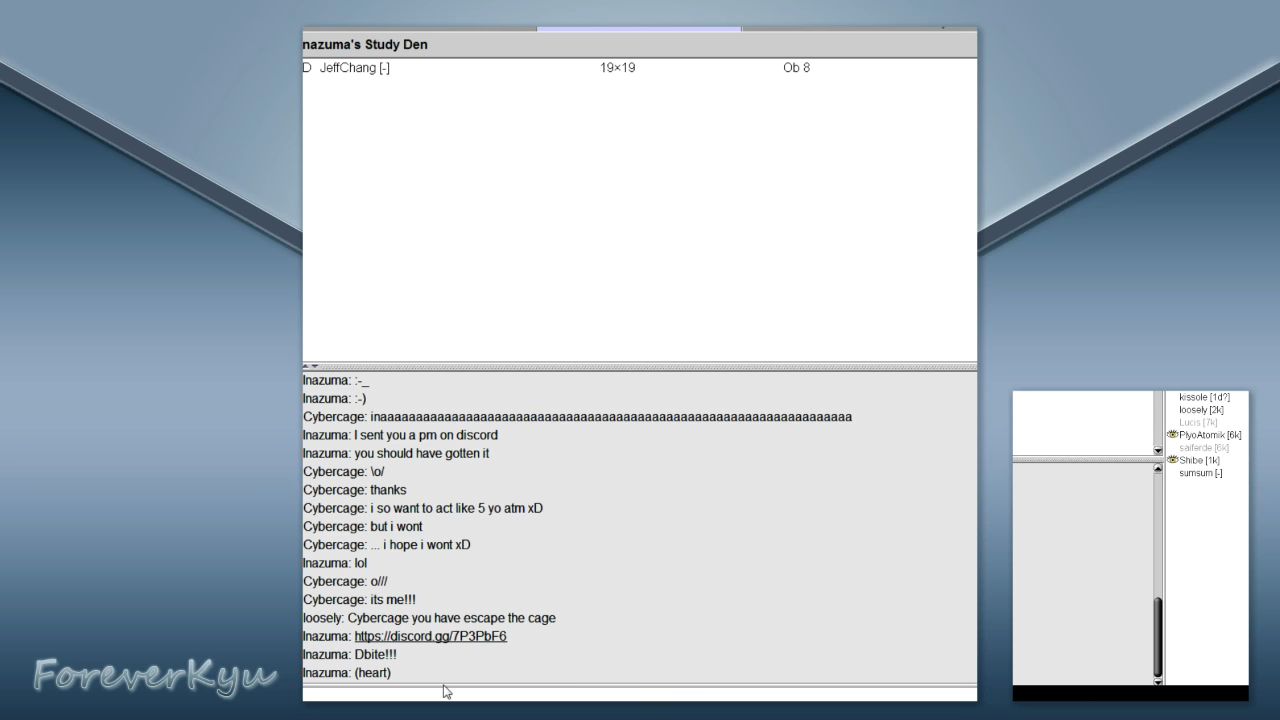 nazuma's Study Den
D JeffChang [-] 19×19 Ob 8
Inazuma: :-_
Inazuma: :-)
Cybercage: inaaaaaaaaaaaaaaaaaaaaaaaaaaaaaaaaaaaaaaaaaaaaaaaaaaaaaaaaaaaaaaaaaa
Inazuma: I sent you a pm on discord
Inazuma: you should have gotten it
Cybercage: \o/
Cybercage: thanks
Cybercage: i so want to act like 5 yo atm xD
Cybercage: but i wont
Cybercage: ... i hope i wont xD
Inazuma: lol
Cybercage: o///
Cybercage: its me!!!
loosely: Cybercage you have escape the cage
Inazuma: https://discord.gg/7P3PbF6
Inazuma: Dbite!!!
Inazuma: (heart)
kissole [1d?]
loosely [2k]
Lucis [7k]
PlyoAtomik [6k]
saiferde [6k]
Shibe [1k]
sumsum [-]
ForeverKyu